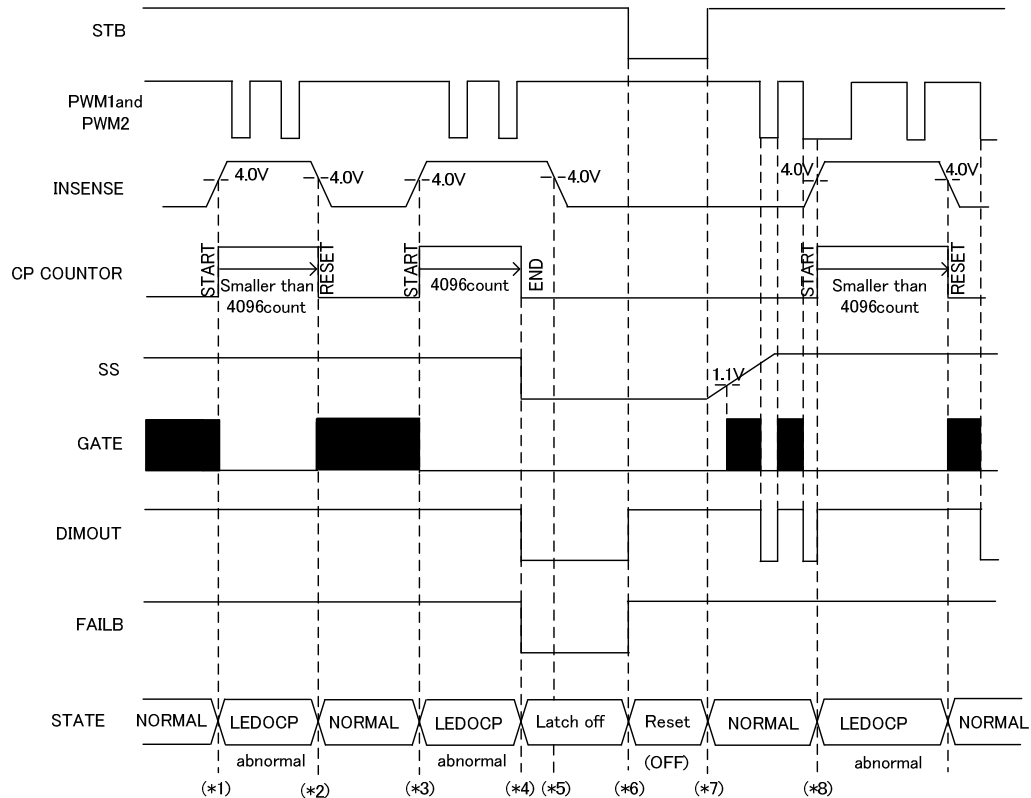 STB
PWM1and
PWM2
INSENSE
4.0V
4.0V
4.0V
4.0V
4.0V
4.0V
CP COUNTOR
START
Smaller than
4096count
RESET
START
4096count
END
START
Smaller than
4096count
RESET
SS
1.1V
GATE
DIMOUT
FAILB
STATE
NORMAL
LEDOCP
NORMAL
LEDOCP
Latch off
Reset
NORMAL
LEDOCP
NORMAL
abnormal
abnormal
(OFF)
abnormal
(*1)
(*2)
(*3)
(*4)
(*5)
(*6)
(*7)
(*8)